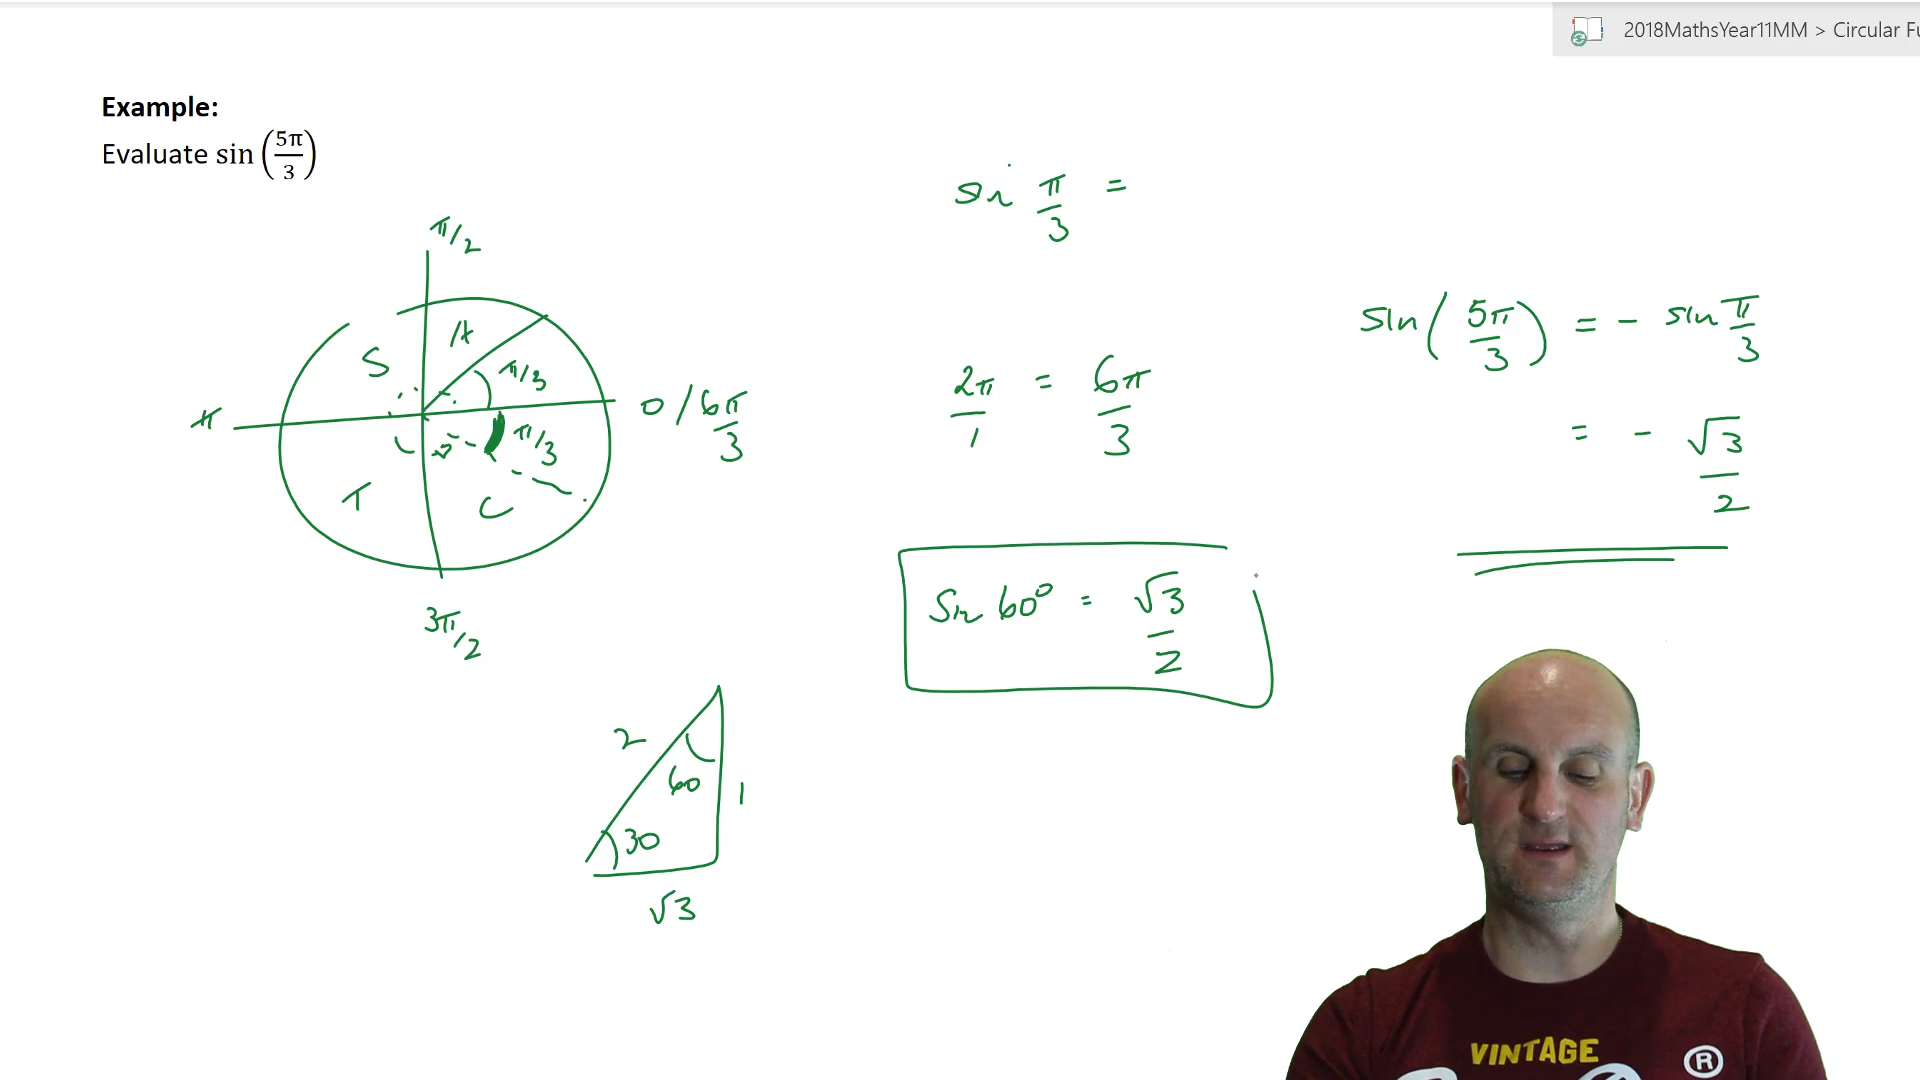 2018MathsYear11MM > Circular Fu
Example:
Evaluate sin (5π/3)
sin π/3 =
π/2
S
A
π/3
π
0 / 6π/3
π/3
T
C
3π/2
2π/1 = 6π/3
sin(5π/3) = - sin π/3
= - √3/2
Sin 60° = √3/2
2
60
1
30
√3
VINTAGE
®